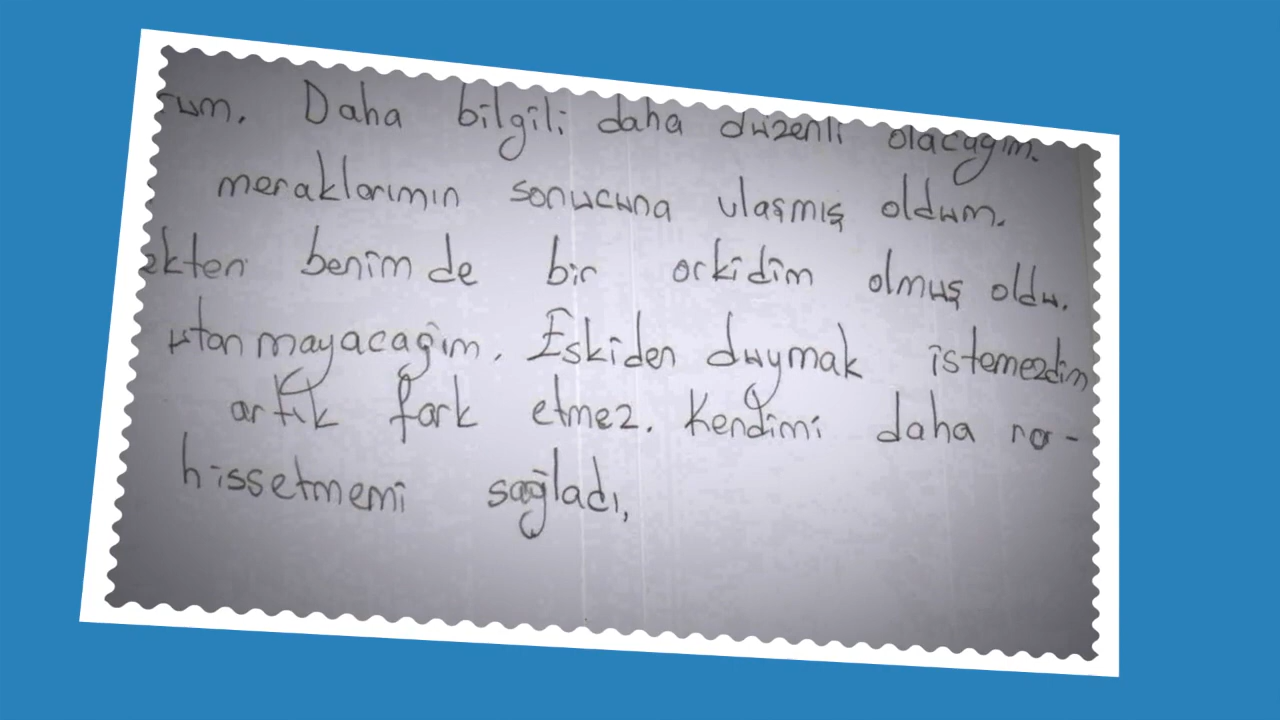 rum. Daha bilgili daha düzenli olacağım.
meraklarımın sonucuna ulaşmış oldum.
ekten benim de bir orkidim olmuş oldu.
utanmayacağım. Eskiden duymak istemezdim
artık fark etmez. Kendimi daha ra-
hissetmemi sağladı,